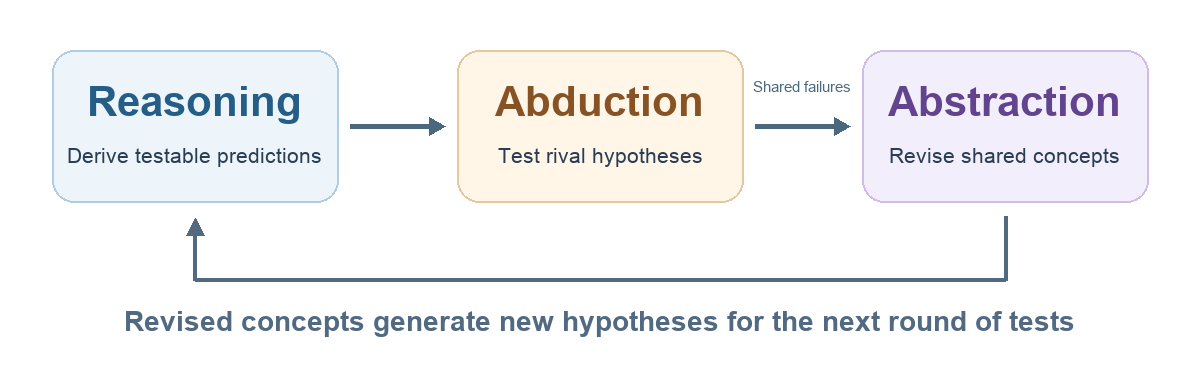 Reasoning
Derive testable predictions
Abduction
Test rival hypotheses
Shared failures
Abstraction
Revise shared concepts
Revised concepts generate new hypotheses for the next round of tests